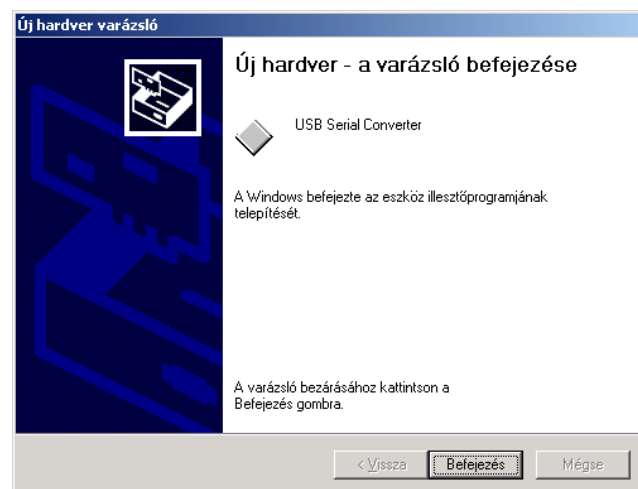 Új hardver varázsló
Új hardver - a varázsló befejezése
USB Serial Converter
A Windows befejezte az eszköz illesztőprogramjának
telepítését.
A varázsló bezárásához kattintson a
Befejezés gombra.
< Vissza
Befejezés
Mégse